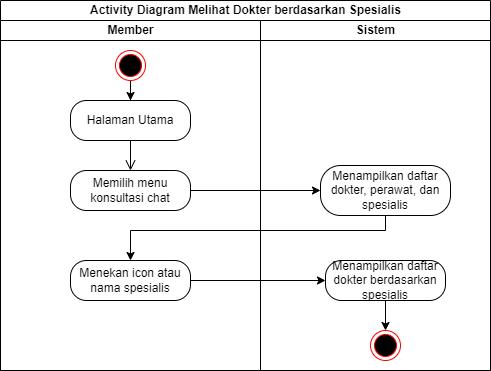 Activity Diagram Melihat Dokter berdasarkan Spesialis
Member
Sistem
Halaman Utama
Memilih menu
konsultasi chat
Menampilkan daftar
dokter, perawat, dan
spesialis
Menekan icon atau
nama spesialis
Menampilkan daftar
dokter berdasarkan
spesialis